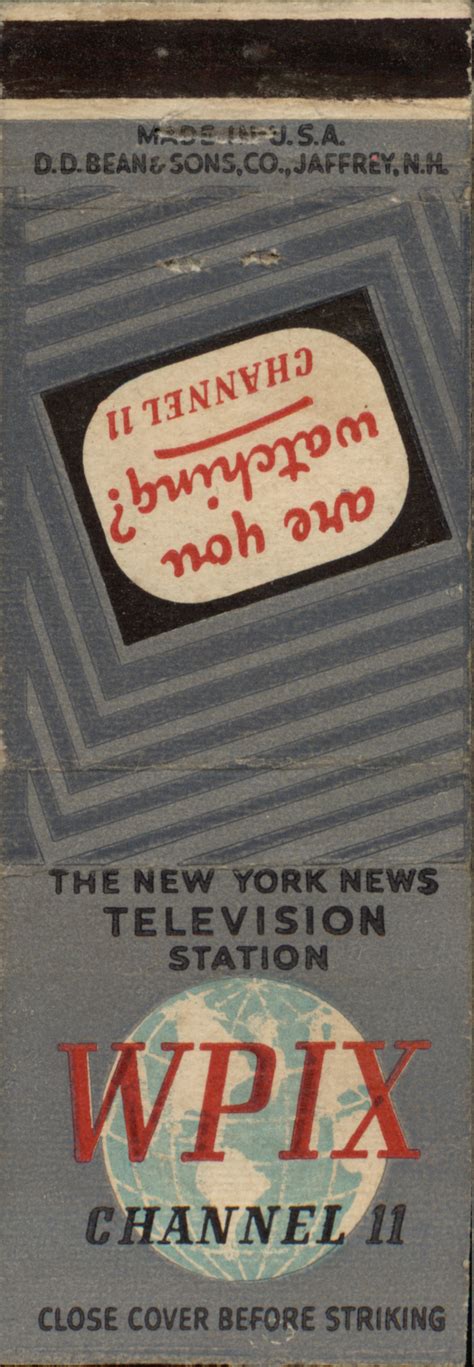 MADE IN U.S.A.
D.D. BEAN & SONS, CO., JAFFREY, N.H.
are you
watching?
CHANNEL 11
THE NEW YORK NEWS
TELEVISION
STATION
WPIX
CHANNEL 11
CLOSE COVER BEFORE STRIKING